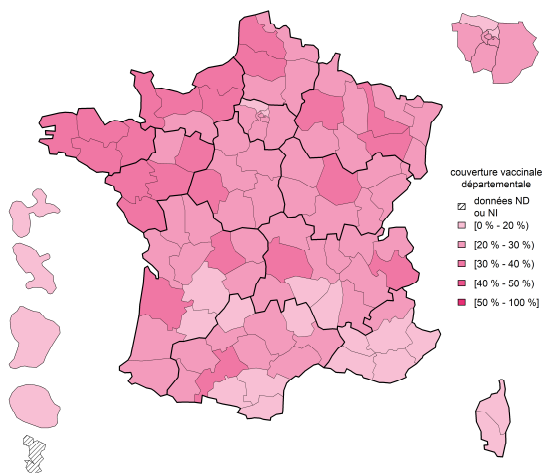 couverture vaccinale
départementale
données ND
ou NI
[0 % - 20 %)
[20 % - 30 %)
[30 % - 40 %)
[40 % - 50 %)
[50 % - 100 %]